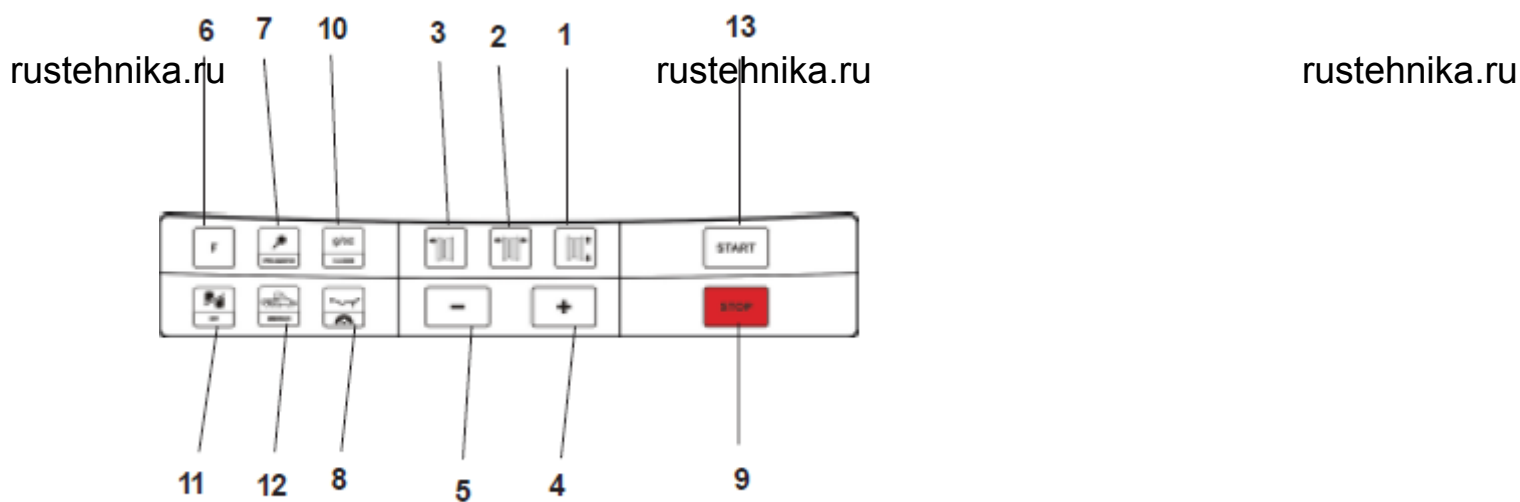 6 7 10 3 2 1 13
rustehnika.ru rustehnika.ru rustehnika.ru
F START
- + STOP
11 12 8 5 4 9